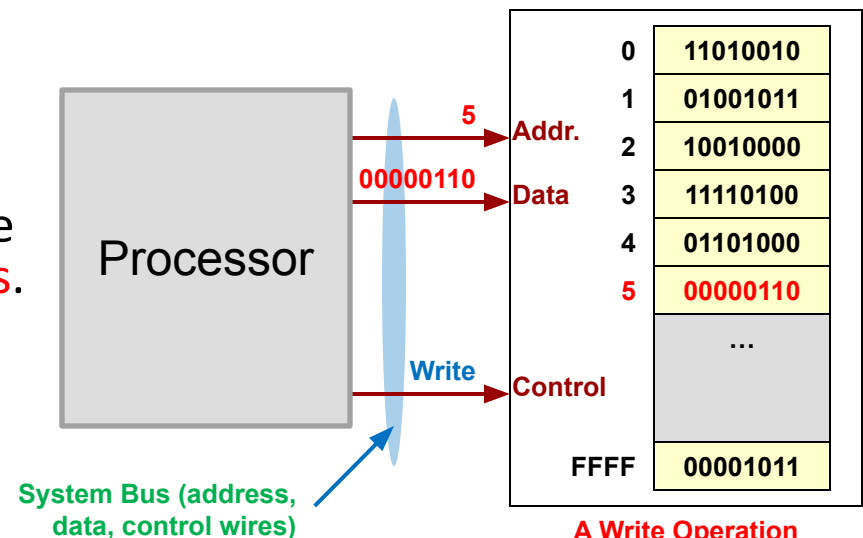 0 11010010
1 01001011
5 Addr.
2 10010000
00000110 Data
3 11110100
4 01101000
Processor
s.
5 00000110
...
Write Control
FFFF 00001011
System Bus (address,
data, control wires)
A Write Operation